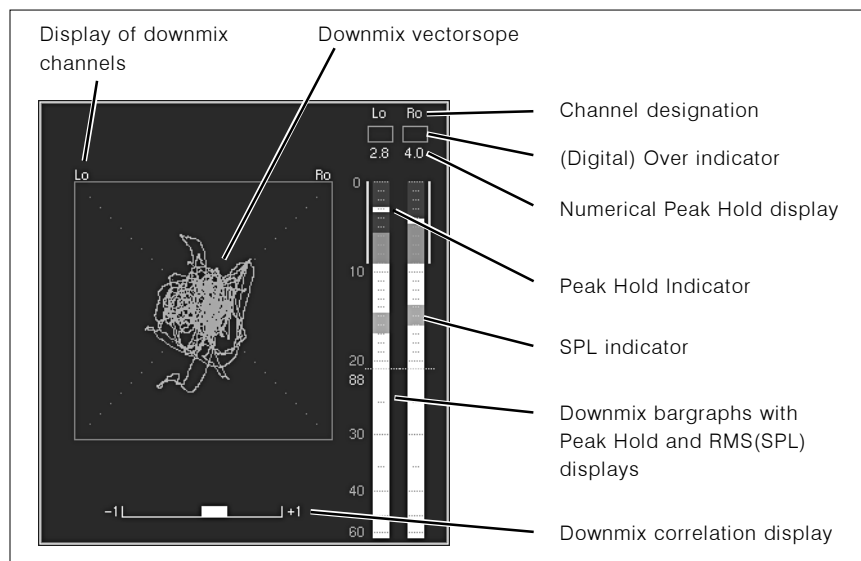 Display of downmix
channels
Downmix vectorsope
Lo Ro
2.8 4.0
Lo Ro
0
10
20
88
30
40
60
-1 +1
Channel designation
(Digital) Over indicator
Numerical Peak Hold display
Peak Hold Indicator
SPL indicator
Downmix bargraphs with
Peak Hold and RMS(SPL)
displays
Downmix correlation display